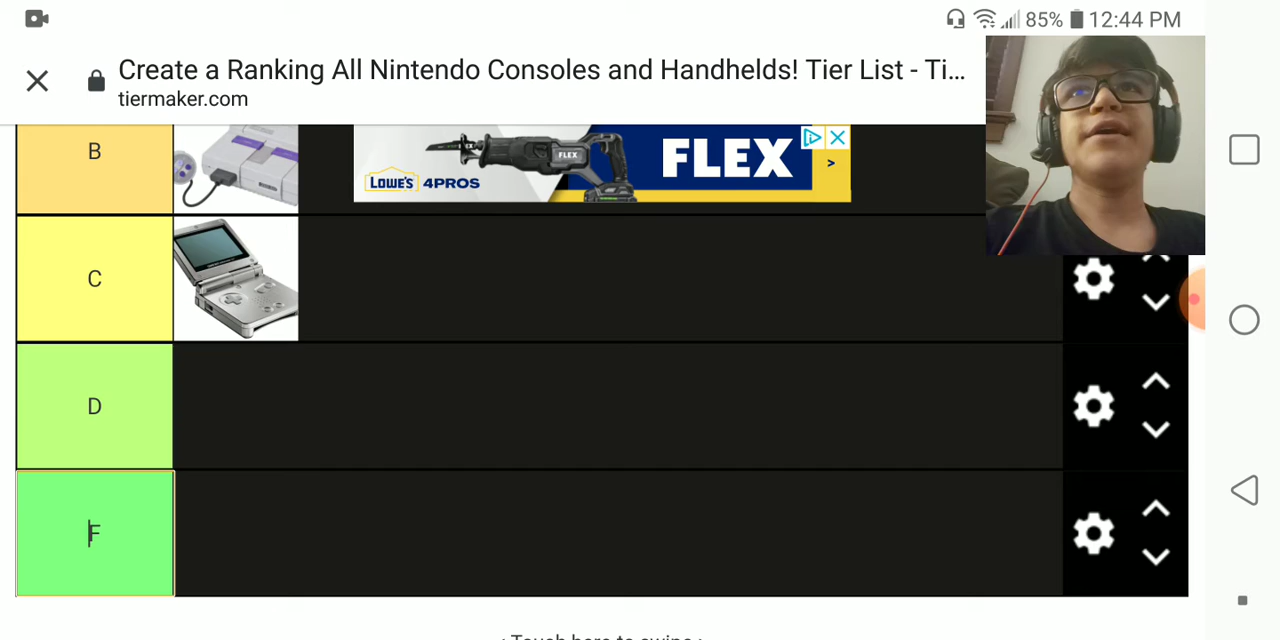 85% 12:44 PM
Create a Ranking All Nintendo Consoles and Handhelds! Tier List - Ti...
tiermaker.com
B
LOWE'S 4PROS
FLEX
FLEX
>
C
D
F